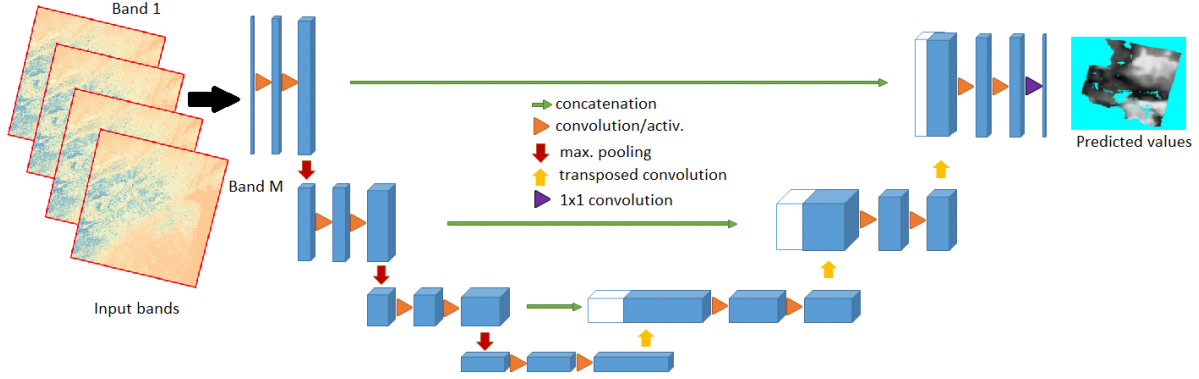 Band 1
concatenation
convolution/activ.
max. pooling
transposed convolution
1x1 convolution
Predicted values
Band M
Input bands